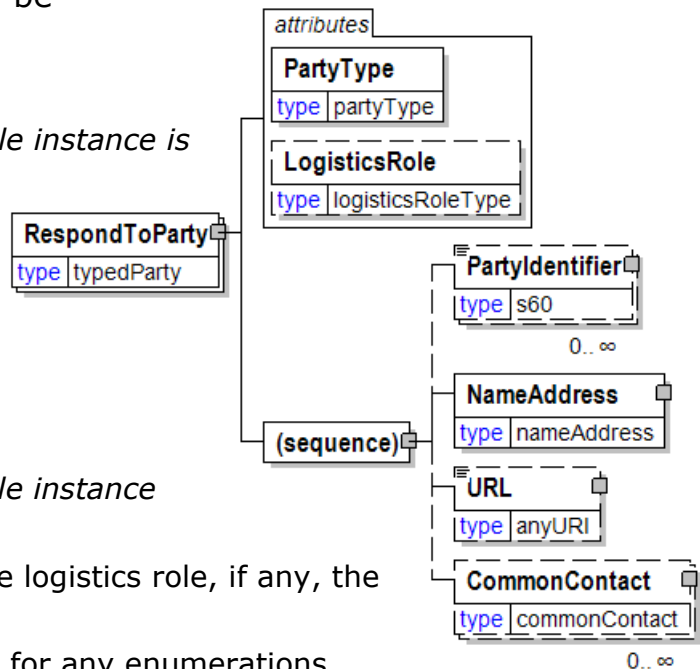 be
attributes
PartyType
type partyType
le instance is
LogisticsRole
type logisticsRoleType
RespondToParty
type typedParty
PartyIdentifier
type s60
0.. ∞
NameAddress
type nameAddress
(sequence)
le instance
URL
type anyURI
e logistics role, if any, the
CommonContact
type commonContact
for any enumerations
0.. ∞